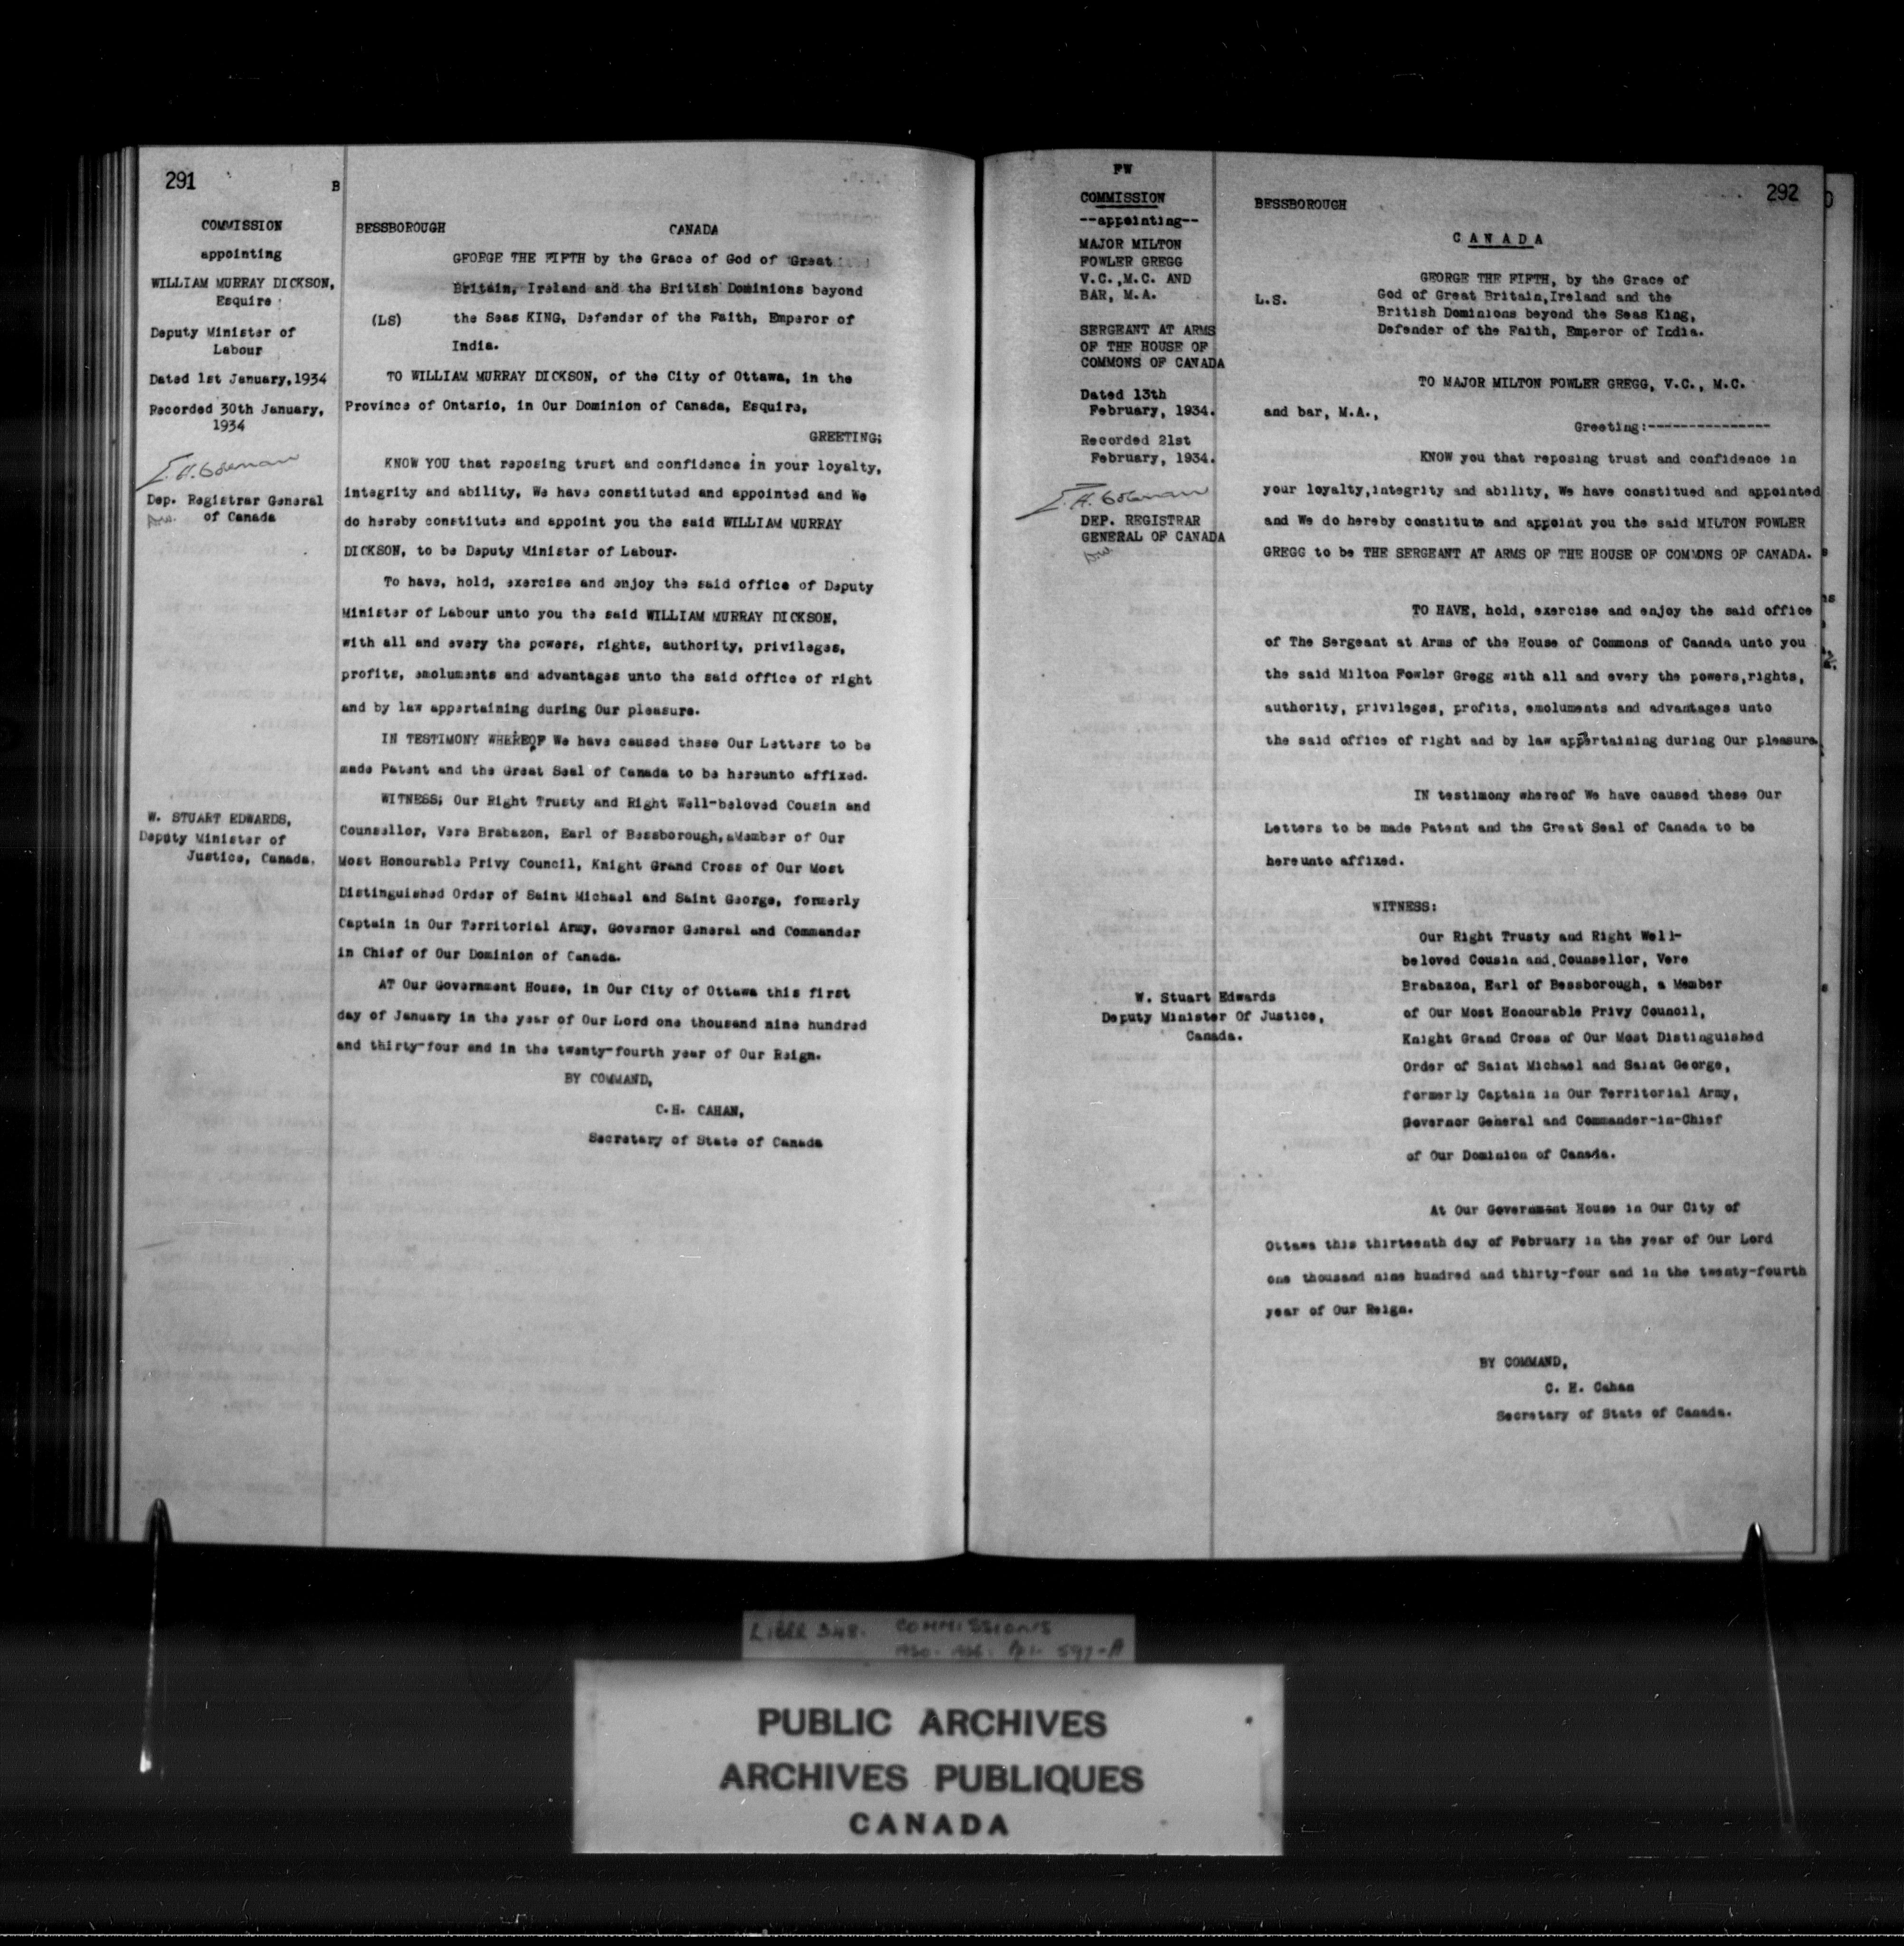 291
B
COMMISSION
appointing
WILLIAM MURRAY DICKSON,
Esquire
Deputy Minister of
Labour
Dated 1st January,1934
Recorded 30th January,
1934
Dep. Registrar General
of Canada
W. STUART EDWARDS,
Deputy Minister of
Justice, Canada.
BESSBOROUGH
CANADA
GEORGE THE FIFTH by the Grace of God of Great
Britain, Ireland and the British Dominions beyond
(LS) the Seas KING, Defender of the Faith, Emperor of
India.
TO WILLIAM MURRAY DICKSON, of the City of Ottawa, in the
Province of Ontario, in Our Dominion of Canada, Esquire,
GREETING;
KNOW YOU that reposing trust and confidence in your loyalty,
integrity and ability, We have constituted and appointed and We
do hereby constitute and appoint you the said WILLIAM MURRAY
DICKSON, to be Deputy Minister of Labour.
To have, hold, exercise and enjoy the said office of Deputy
Minister of Labour unto you the said WILLIAM MURRAY DICKSON,
with all and every the powers, rights, authority, privileges,
profits, emoluments and advantages unto the said office of right
and by law appertaining during Our pleasure.
IN TESTIMONY WHEREOF We have caused these Our Letters to be
made Patent and the Great Seal of Canada to be hereunto affixed.
WITNESS; Our Right Trusty and Right Well-beloved Cousin and
Counsellor, Vere Brabazon, Earl of Bessborough, aMember of Our
Most Honourable Privy Council, Knight Grand Cross of Our Most
Distinguished Order of Saint Michael and Saint George, formerly
Captain in Our Territorial Army, Governor General and Commander
in Chief of Our Dominion of Canada.
AT Our Government House, in Our City of Ottawa this first
day of January in the year of Our Lord one thousand nine hundred
and thirty-four and in the twenty-fourth year of Our Reign.
BY COMMAND,
C.H. CAHAN,
Secretary of State of Canada
292
PW
COMMISSION
--appointing--
MAJOR MILTON
FOWLER GREGG
V.C.,M.C. AND
BAR, M.A.
SERGEANT AT ARMS
OF THE HOUSE OF
COMMONS OF CANADA
Dated 13th
February, 1934.
Recorded 21st
February, 1934.
DEP. REGISTRAR
GENERAL OF CANADA
W. Stuart Edwards
Deputy Minister Of Justice,
Canada.
BESSBOROUGH
CANADA
GEORGE THE FIFTH, by the Grace of
L.S. God of Great Britain,Ireland and the
British Dominions beyond the Seas King,
Defender of the Faith, Emperor of India.
TO MAJOR MILTON FOWLER GREGG, V.C., M.C.
and bar, M.A.,
Greeting:---------------
KNOW you that reposing trust and confidence in
your loyalty,integrity and ability, We have constitued and appointed
and We do hereby constitute and appoint you the said MILTON FOWLER
GREGG to be THE SERGEANT AT ARMS OF THE HOUSE OF COMMONS OF CANADA.
TO HAVE, hold, exercise and enjoy the said office
of The Sergeant at Arms of the House of Commons of Canada unto you
the said Milton Fowler Gregg with all and every the powers,rights,
authority, privileges, profits, emoluments and advantages unto
the said office of right and by law appertaining during Our pleasure.
IN testimony whereof We have caused these Our
Letters to be made Patent and the Great Seal of Canada to be
hereunto affixed.
WITNESS:
Our Right Trusty and Right Well-
beloved Cousin and Counsellor, Vere
Brabazon, Earl of Bessborough, a Member
of Our Most Honourable Privy Council,
Knight Grand Cross of Our Most Distinguished
Order of Saint Michael and Saint George,
formerly Captain in Our Territorial Army,
Governor General and Commander-in-Chief
of Our Dominion of Canada.
At Our Government House in Our City of
Ottawa this thirteenth day of February in the year of Our Lord
one thousand nine hundred and thirty-four and in the twenty-fourth
year of Our Reign.
BY COMMAND,
C. H. Cahan
Secretary of State of Canada.
LIBER 348. COMMISSIONS
PUBLIC ARCHIVES
ARCHIVES PUBLIQUES
CANADA